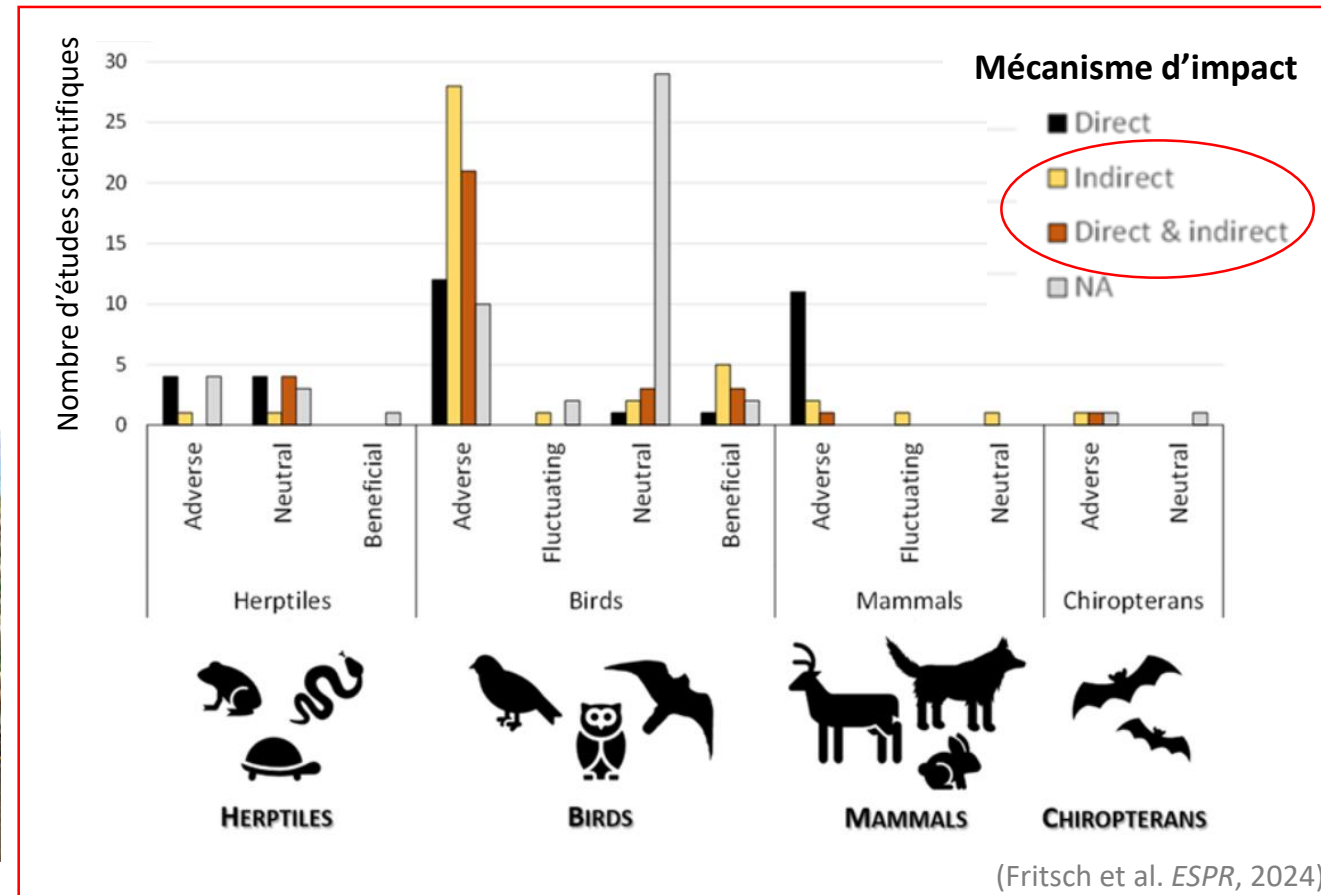 Nombre d'études scientifiques
30
25
20
15
10
5
0
Mécanisme d'impact
Direct
Indirect
Direct & indirect
NA
Adverse
Neutral
Beneficial
Adverse
Fluctuating
Neutral
Beneficial
Adverse
Fluctuating
Neutral
Adverse
Neutral
Herptiles
Birds
Mammals
Chiropterans
HERPTILES
BIRDS
MAMMALS
CHIROPTERANS
(Fritsch et al. ESPR, 2024)